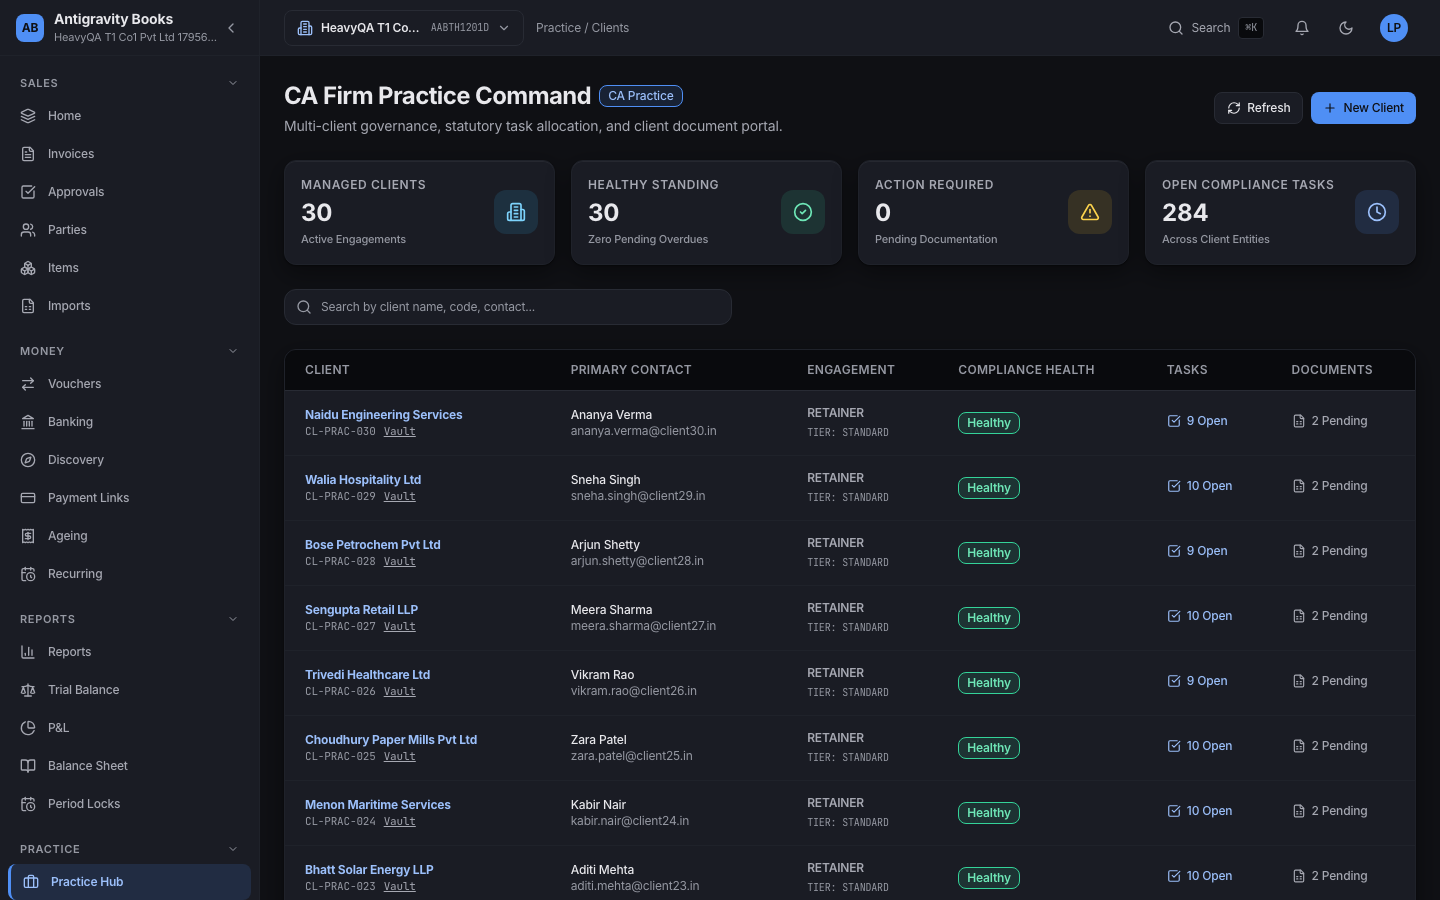 AB
Antigravity Books
HeavyQA T1 Co1 Pvt Ltd 17956...
SALES
Home
Invoices
Approvals
Parties
Items
Imports
MONEY
Vouchers
Banking
Discovery
Payment Links
Ageing
Recurring
REPORTS
Reports
Trial Balance
P&L
Balance Sheet
Period Locks
PRACTICE
Practice Hub
HeavyQA T1 Co... AABTH1201D
Practice / Clients
Search ⌘K
LP
CA Firm Practice Command CA Practice
Multi-client governance, statutory task allocation, and client document portal.
Refresh
New Client
MANAGED CLIENTS
30
Active Engagements
HEALTHY STANDING
30
Zero Pending Overdues
ACTION REQUIRED
0
Pending Documentation
OPEN COMPLIANCE TASKS
284
Across Client Entities
Search by client name, code, contact...
CLIENT PRIMARY CONTACT ENGAGEMENT COMPLIANCE HEALTH TASKS DOCUMENTS
Naidu Engineering Services Ananya Verma RETAINER Healthy 9 Open 2 Pending
CL-PRAC-030 Vault ananya.verma@client30.in TIER: STANDARD
Walia Hospitality Ltd Sneha Singh RETAINER Healthy 10 Open 2 Pending
CL-PRAC-029 Vault sneha.singh@client29.in TIER: STANDARD
Bose Petrochem Pvt Ltd Arjun Shetty RETAINER Healthy 9 Open 2 Pending
CL-PRAC-028 Vault arjun.shetty@client28.in TIER: STANDARD
Sengupta Retail LLP Meera Sharma RETAINER Healthy 10 Open 2 Pending
CL-PRAC-027 Vault meera.sharma@client27.in TIER: STANDARD
Trivedi Healthcare Ltd Vikram Rao RETAINER Healthy 9 Open 2 Pending
CL-PRAC-026 Vault vikram.rao@client26.in TIER: STANDARD
Choudhury Paper Mills Pvt Ltd Zara Patel RETAINER Healthy 10 Open 2 Pending
CL-PRAC-025 Vault zara.patel@client25.in TIER: STANDARD
Menon Maritime Services Kabir Nair RETAINER Healthy 10 Open 2 Pending
CL-PRAC-024 Vault kabir.nair@client24.in TIER: STANDARD
Bhatt Solar Energy LLP Aditi Mehta RETAINER Healthy 10 Open 2 Pending
CL-PRAC-023 Vault aditi.mehta@client23.in TIER: STANDARD